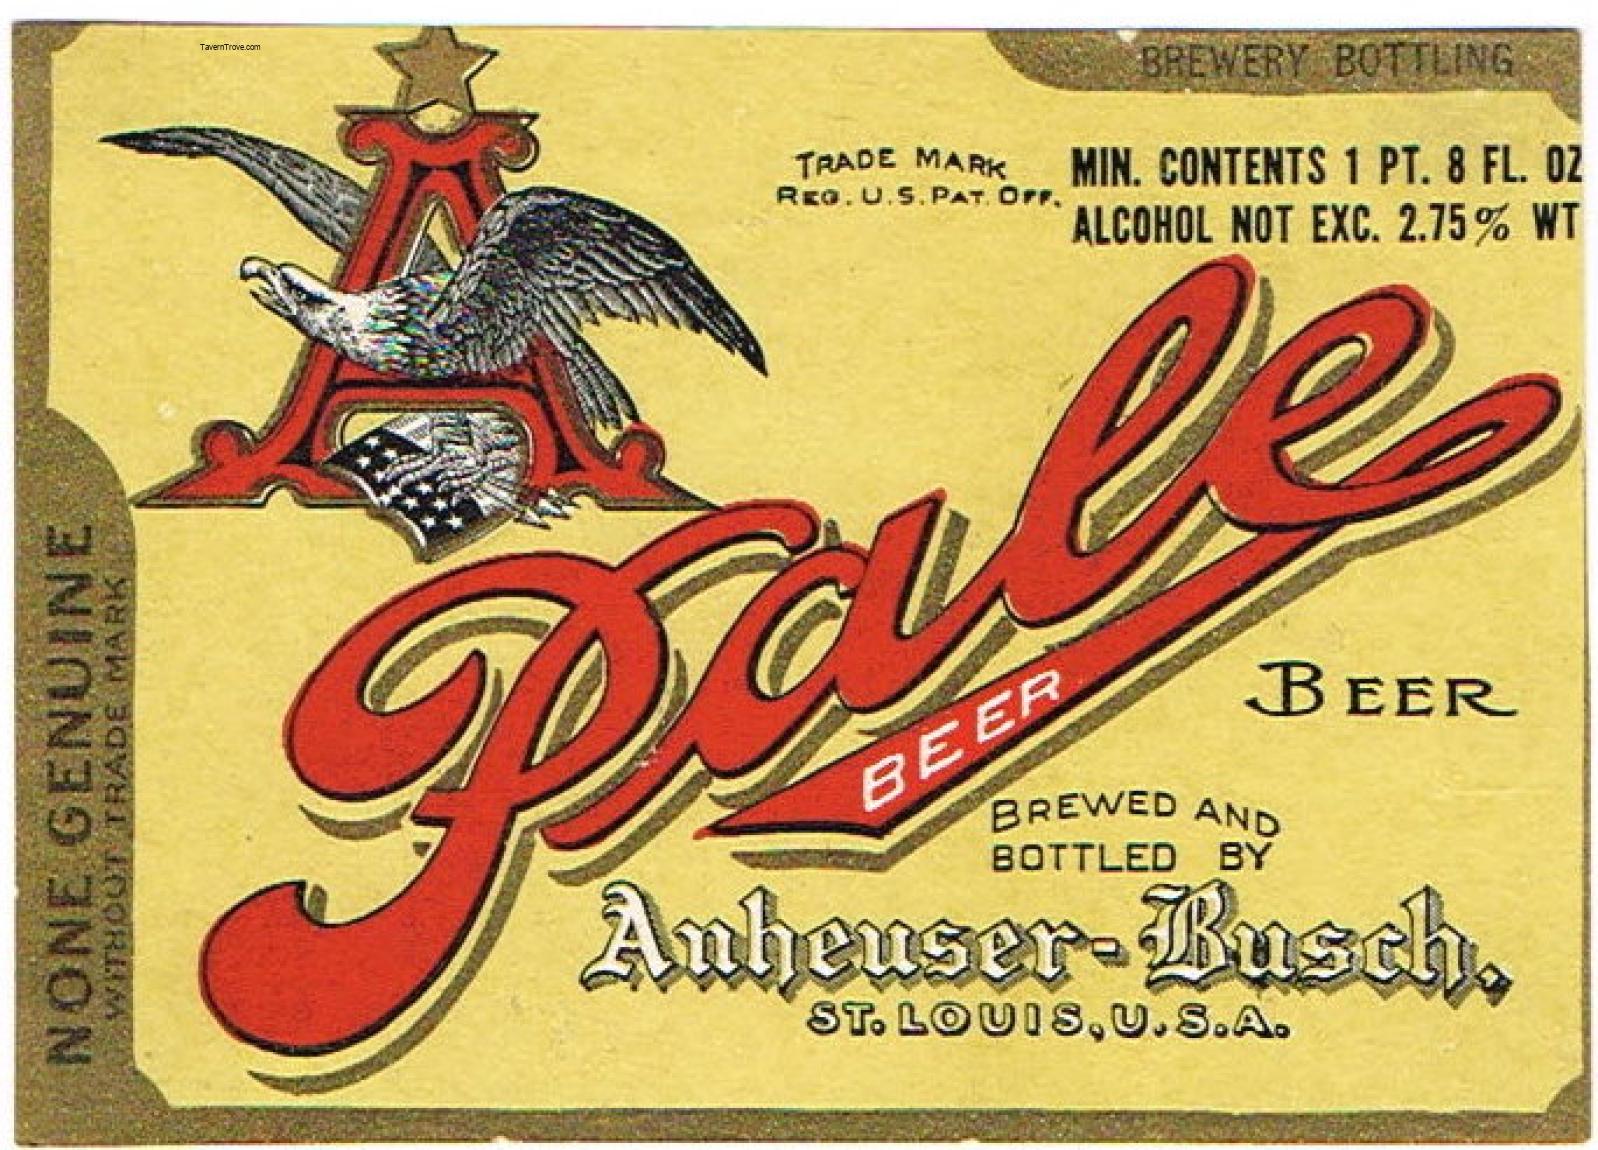 TavernTrove.com
BREWERY BOTTLING
A
TRADE MARK
REG. U.S. PAT. OFF.
MIN. CONTENTS 1 PT. 8 FL. OZ
ALCOHOL NOT EXC. 2.75% WT
Pale
BEER
BEER
BREWED AND
BOTTLED BY
Anheuser-Busch,
ST. LOUIS, U.S.A.
NONE GENUINE
WITHOUT TRADE MARK